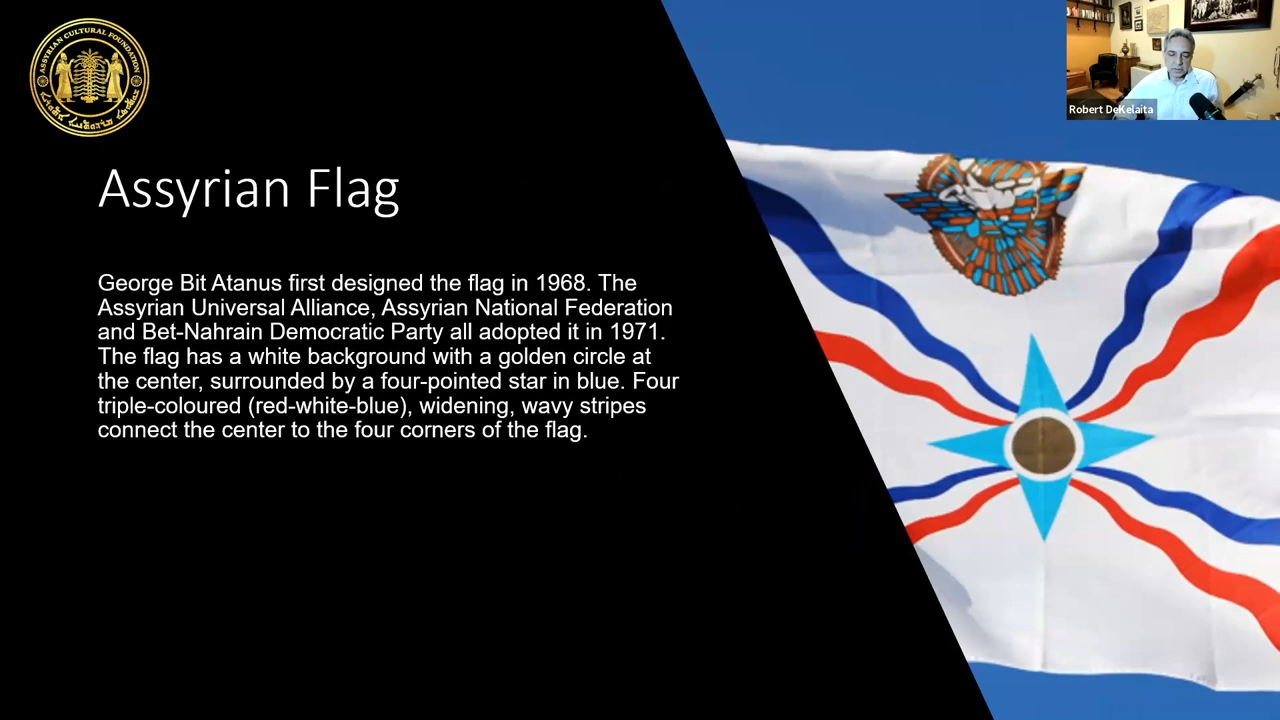 ASSYRIAN CULTURAL FOUNDATION
Robert DeKelaita
Assyrian Flag
George Bit Atanus first designed the flag in 1968. The
Assyrian Universal Alliance, Assyrian National Federation
and Bet-Nahrain Democratic Party all adopted it in 1971.
The flag has a white background with a golden circle at
the center, surrounded by a four-pointed star in blue. Four
triple-coloured (red-white-blue), widening, wavy stripes
connect the center to the four corners of the flag.